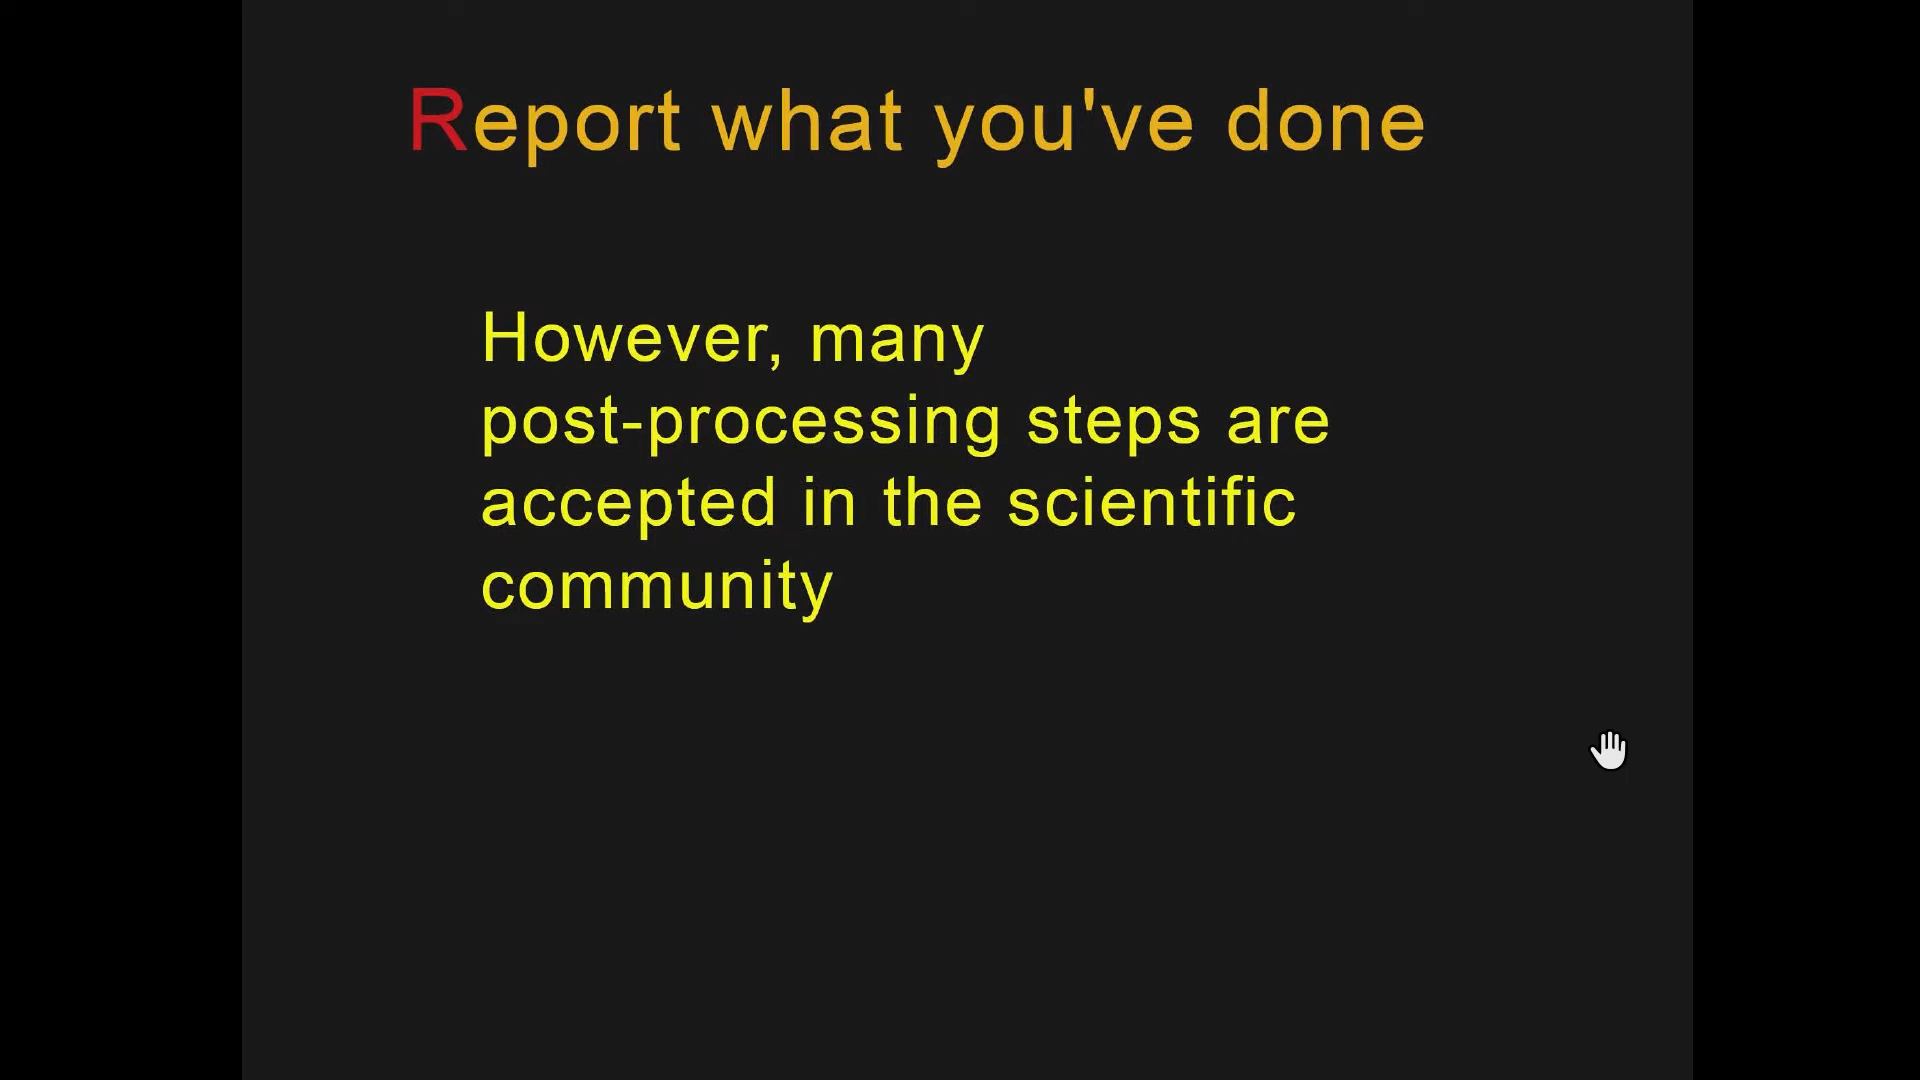 Report what you've done
However, many
post-processing steps are
accepted in the scientific
community